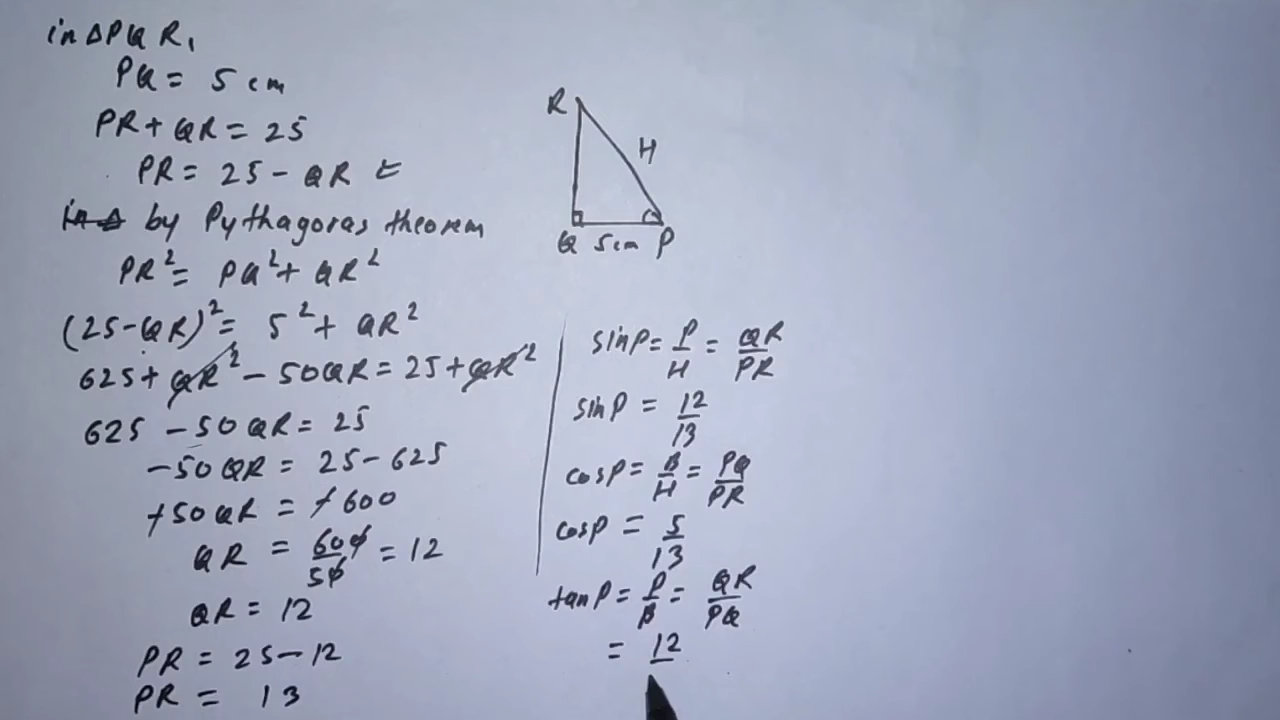 in ΔPQR,
PQ = 5 cm
PR + QR = 25
PR = 25 - QR
by Pythagoras theorem
PR² = PQ² + QR²
(25-QR)² = 5² + QR²
625 + QR² - 50QR = 25 + QR²
625 - 50QR = 25
-50QR = 25 - 625
+50QR = +600
QR = 600/50 = 12
QR = 12
PR = 25 - 12
PR = 13
R
H
Q 5cm P
sinP = P/H = QR/PR
sinP = 12/13
cosP = B/H = PQ/PR
cosP = 5/13
tanP = P/B = QR/PQ
= 12